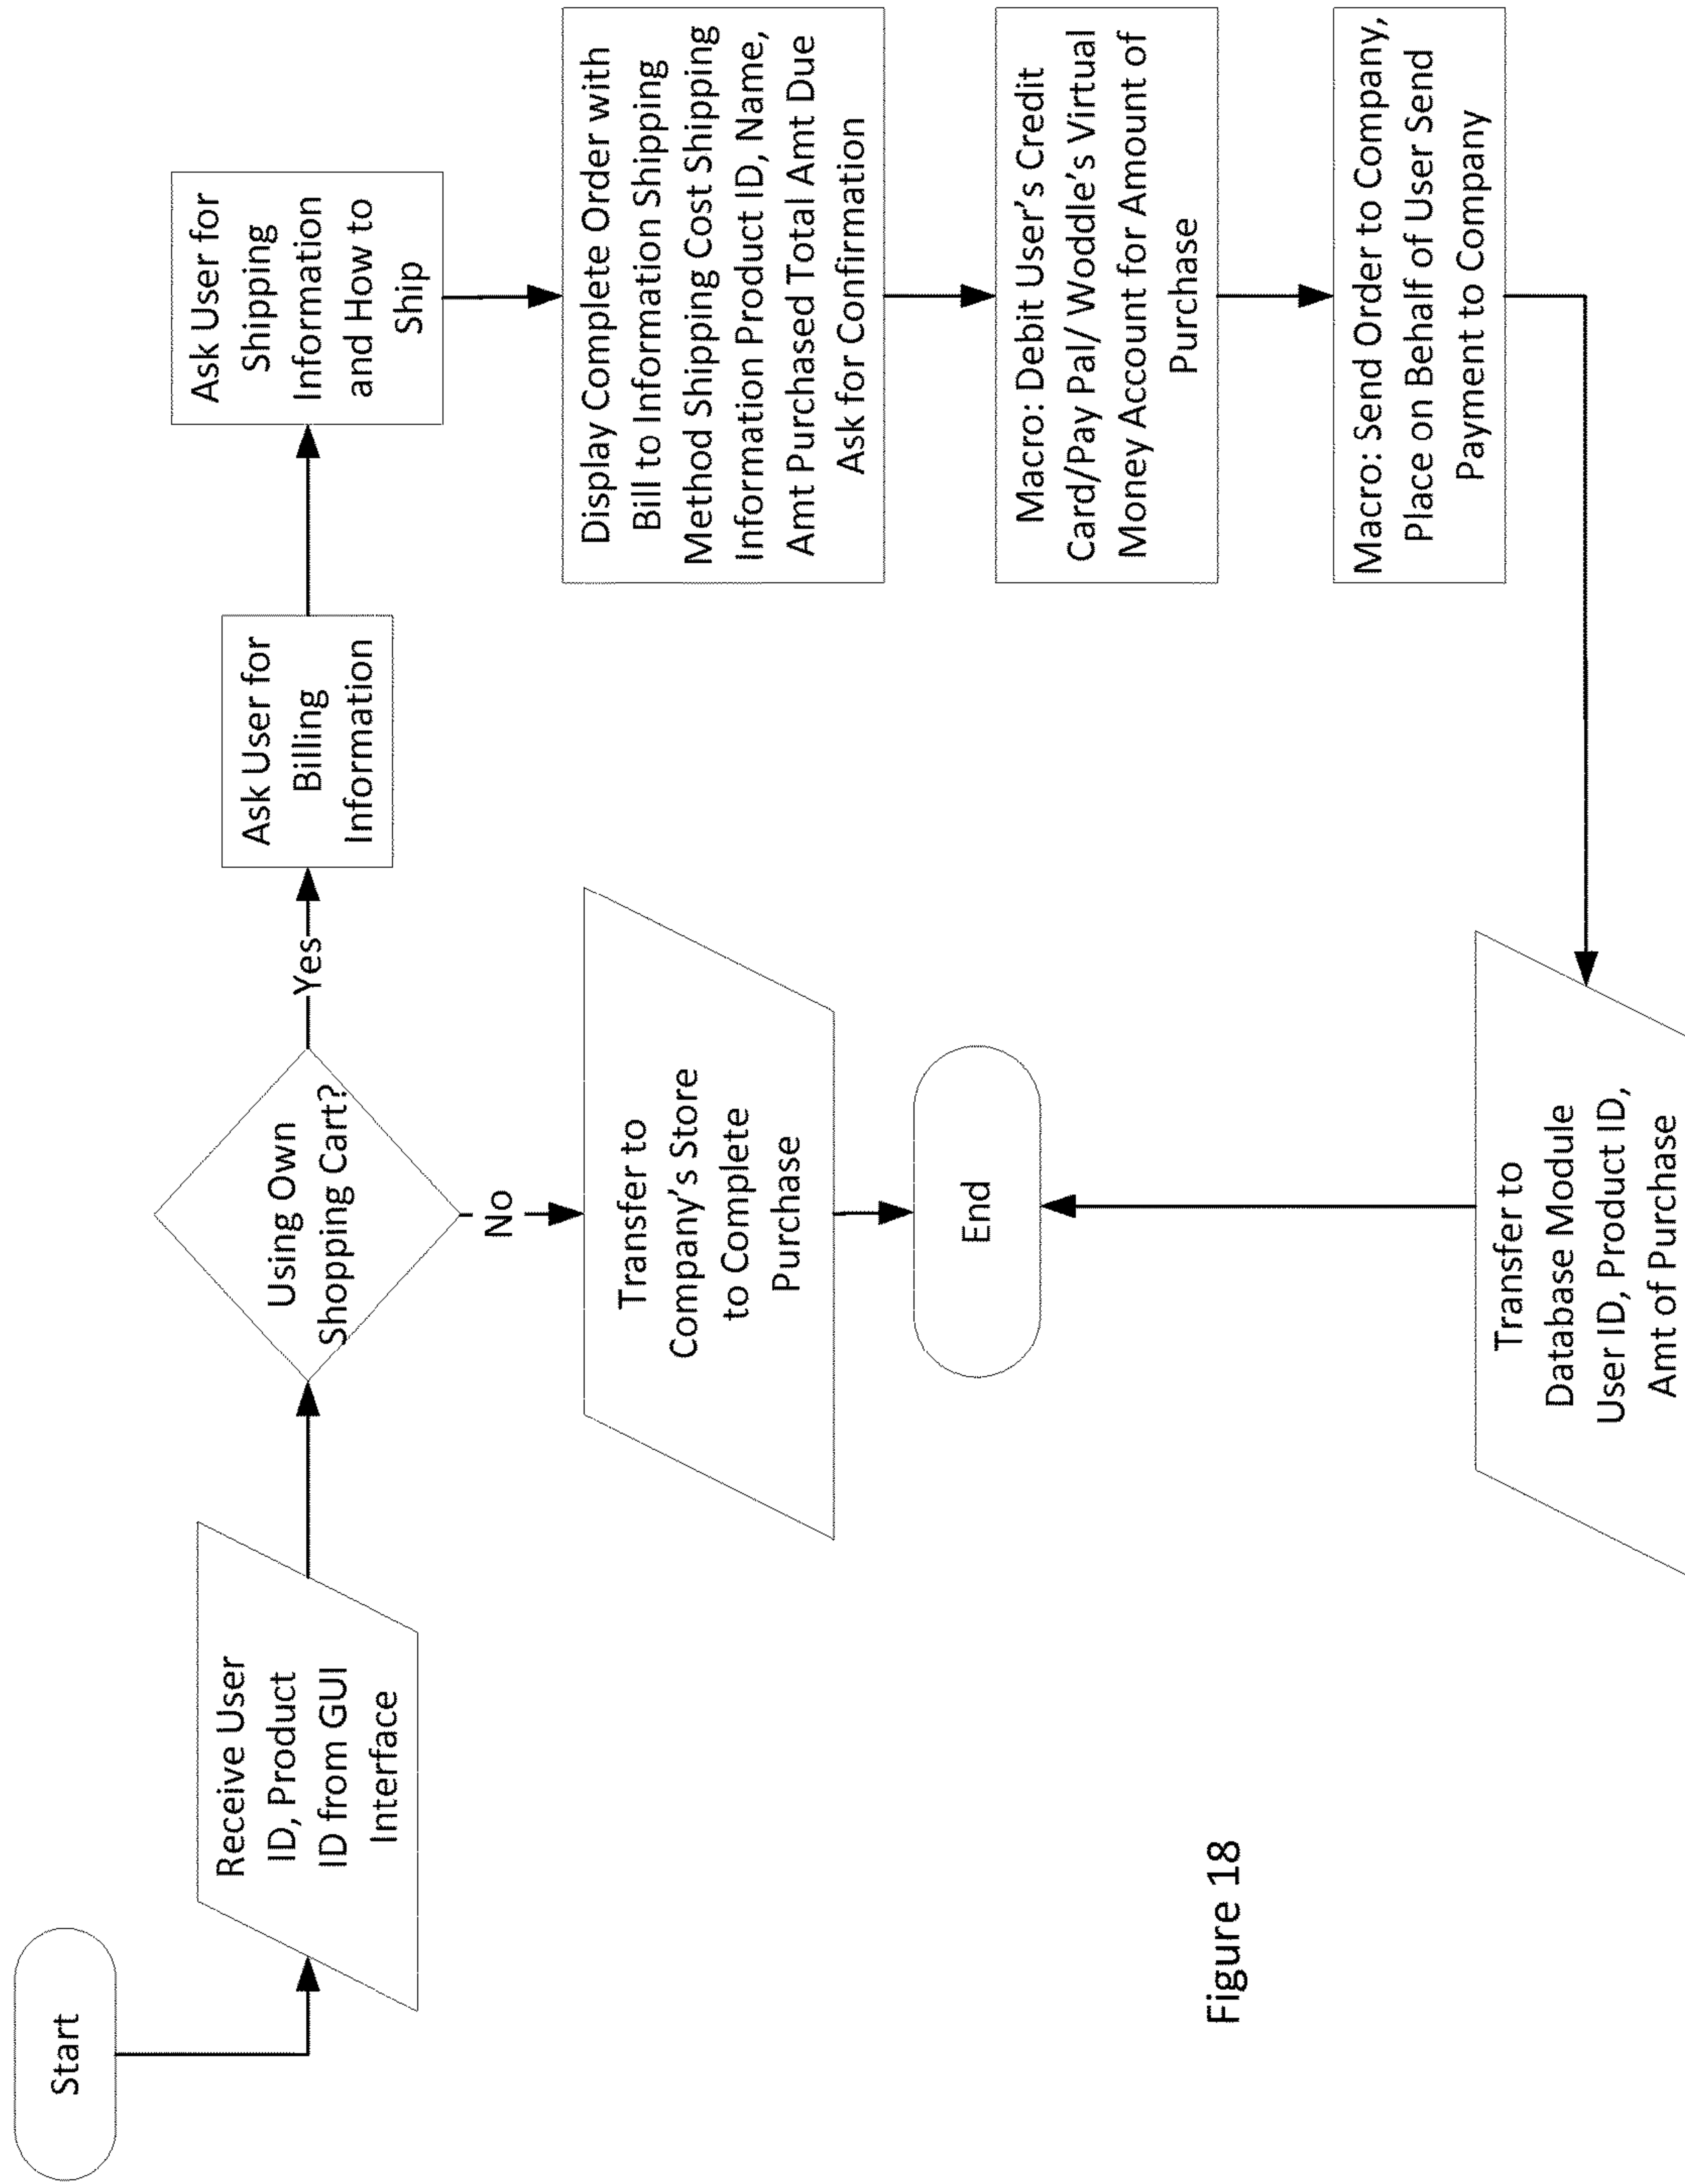 Start
Receive User
ID, Product
ID from GUI
Interface
Using Own
Shopping Cart?
Yes
Ask User for
Billing
Information
Ask User for
Shipping
Information
and How to
Ship
Display Complete Order with
Bill to Information Shipping
Method Shipping Cost Shipping
Information Product ID, Name,
Amt Purchased Total Amt Due
Ask for Confirmation
Macro: Debit User's Credit
Card/Pay Pal/ Woddle's Virtual
Money Account for Amount of
Purchase
Macro: Send Order to Company,
Place on Behalf of User Send
Payment to Company
No
Transfer to
Company's Store
to Complete
Purchase
End
Transfer to
Database Module
User ID, Product ID,
Amt of Purchase
Figure 18